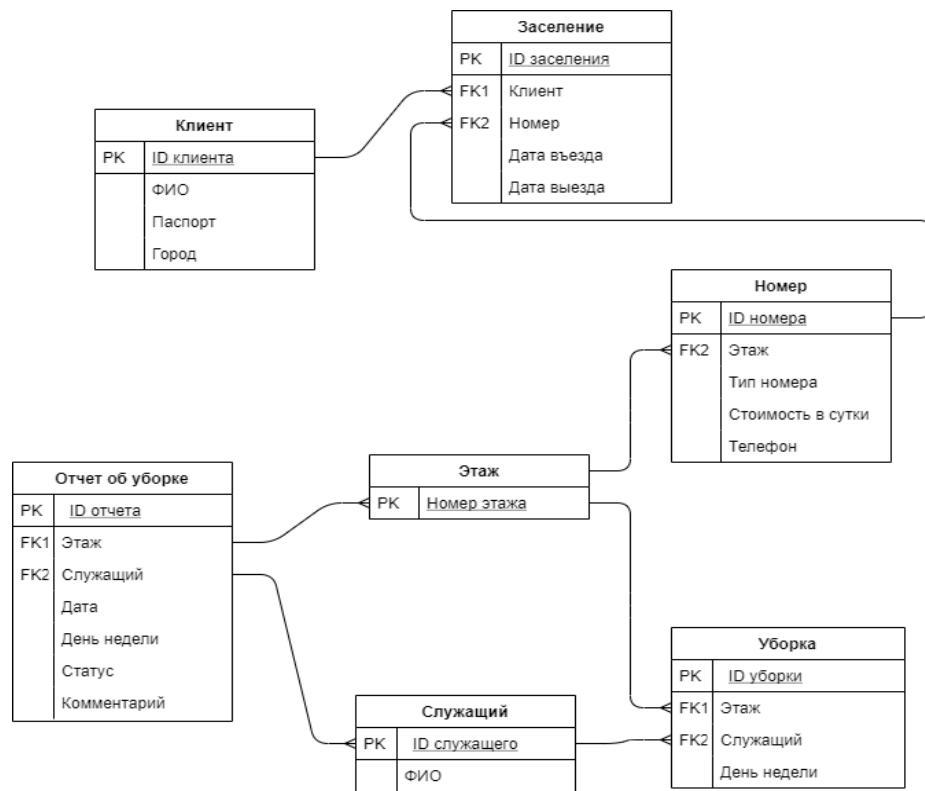 Заселение
PK ID заселения
FK1 Клиент
FK2 Номер
Дата въезда
Дата выезда
Клиент
PK ID клиента
ФИО
Паспорт
Город
Номер
PK ID номера
FK2 Этаж
Тип номера
Стоимость в сутки
Телефон
Отчет об уборке
PK ID отчета
FK1 Этаж
FK2 Служащий
Дата
День недели
Статус
Комментарий
Этаж
PK Номер этажа
Служащий
PK ID служащего
ФИО
Уборка
PK ID уборки
FK1 Этаж
FK2 Служащий
День недели